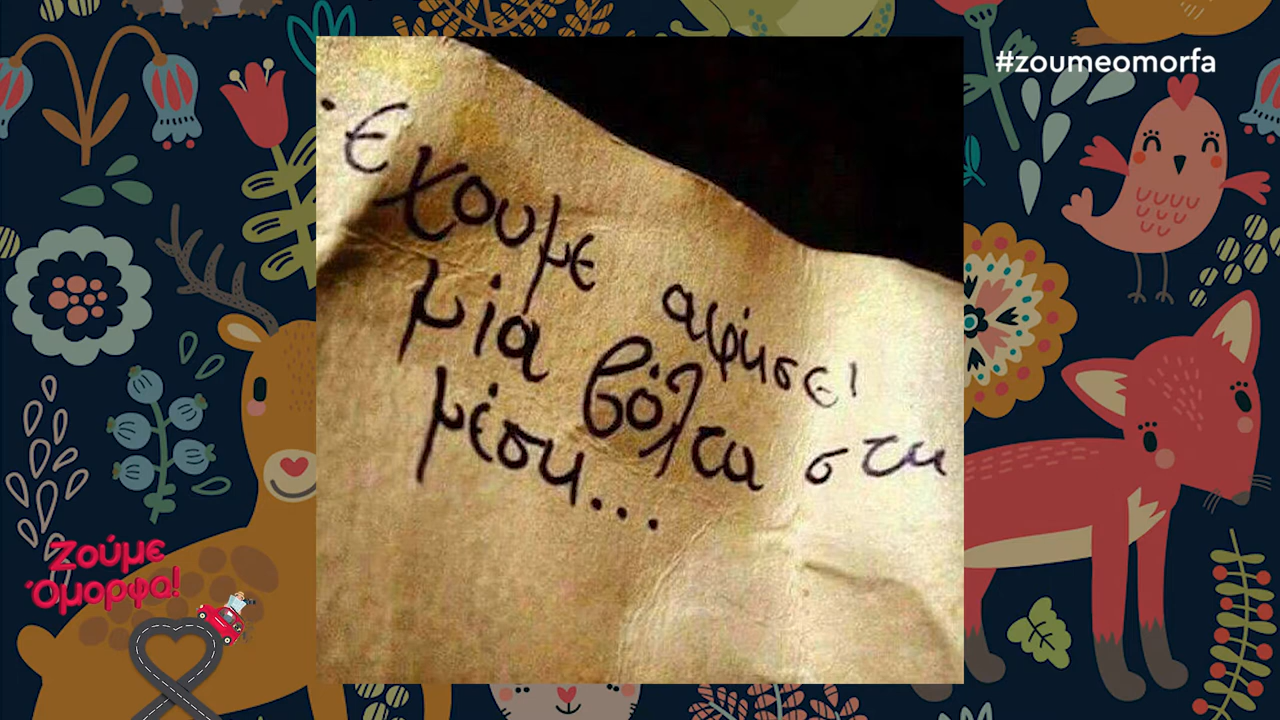 #zoumeomorfa
Έχουμε αφήσει
μία βόλτα στη
μέση...
Ζούμε
Όμορφα!